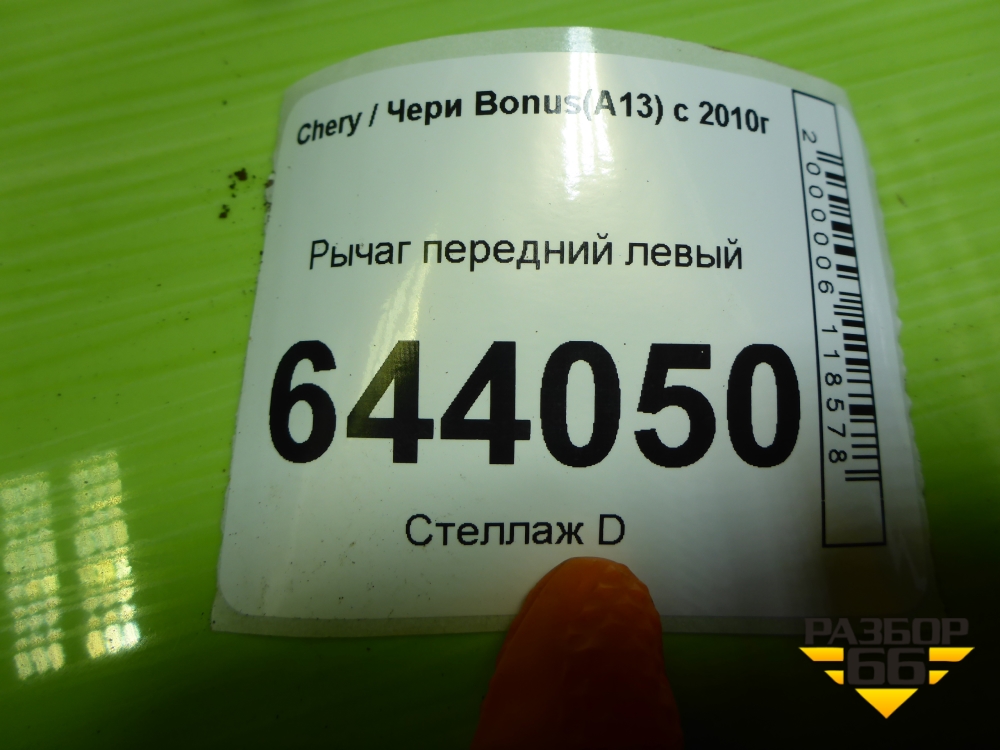 Chery / Чери Bonus(A13) с 2010г
Рычаг передний левый
644050
Стеллаж D
2000006118578
РАЗБОР
66